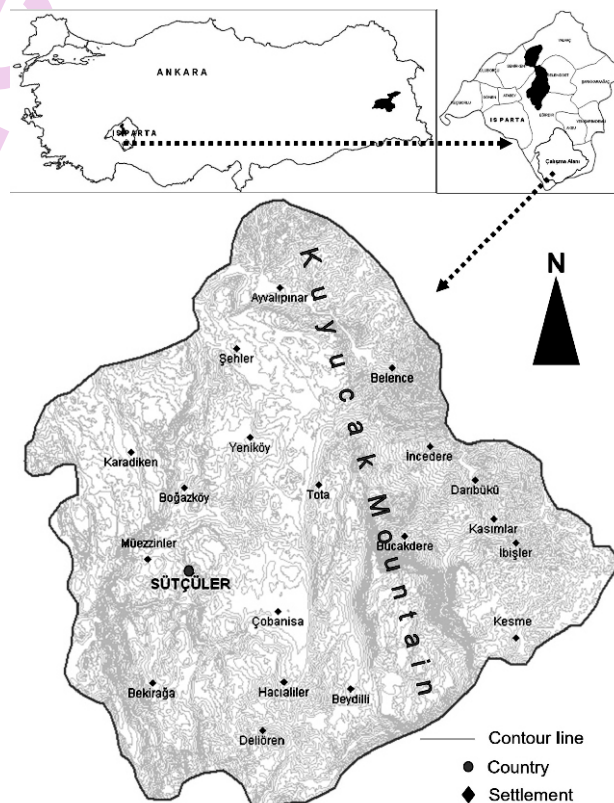 ANKARA
ISPARTA
ISPARTA
Çalışma Alanı
N
Kuyucak Mountain
Ayvalıpınar
Şehler
Belence
Yeniköy
İncedere
Karadiken
Boğazköy
Tota
Darıbükü
Kasımlar
Müezzinler
Bucakdere
İbişler
SÜTÇÜLER
Çobanisa
Kesme
Bekirağa
Hacıaliler
Beydilli
Deliören
Contour line
Country
Settlement